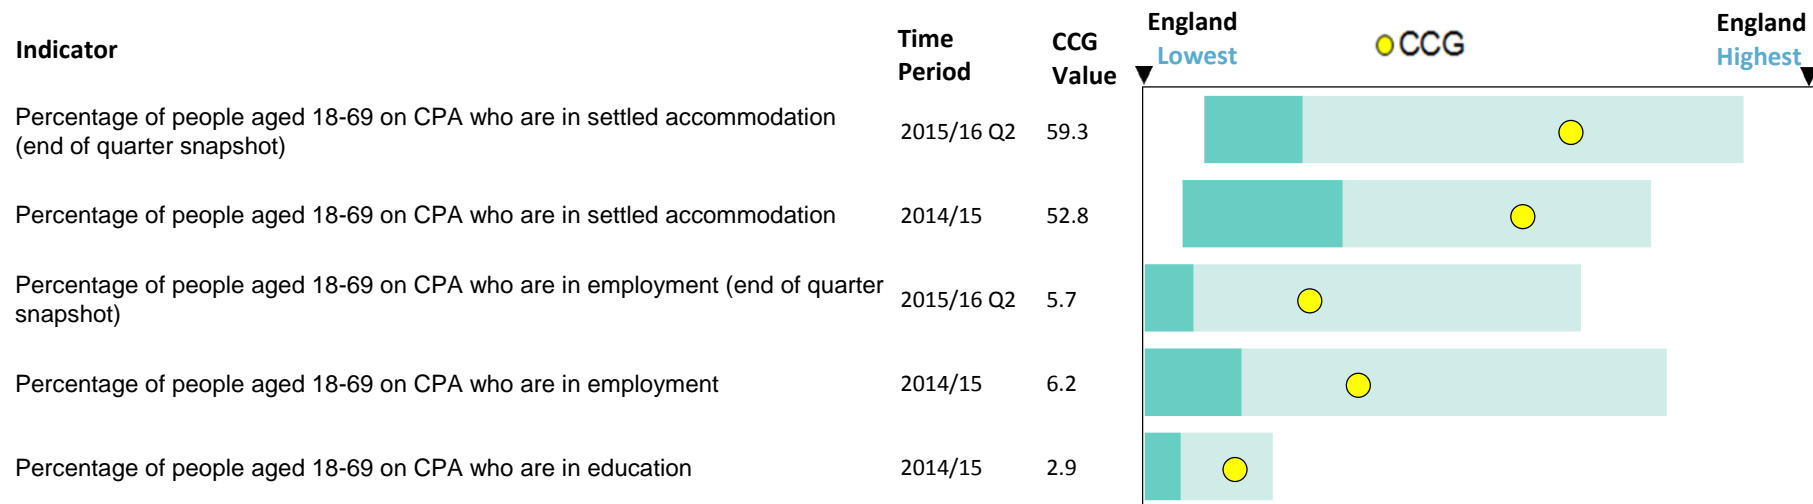 Indicator
Time
Period
CCG
Value
England
Lowest
CCG
England
Highest
Percentage of people aged 18-69 on CPA who are in settled accommodation
(end of quarter snapshot)
2015/16 Q2
59.3
Percentage of people aged 18-69 on CPA who are in settled accommodation
2014/15
52.8
Percentage of people aged 18-69 on CPA who are in employment (end of quarter
snapshot)
2015/16 Q2
5.7
Percentage of people aged 18-69 on CPA who are in employment
2014/15
6.2
Percentage of people aged 18-69 on CPA who are in education
2014/15
2.9